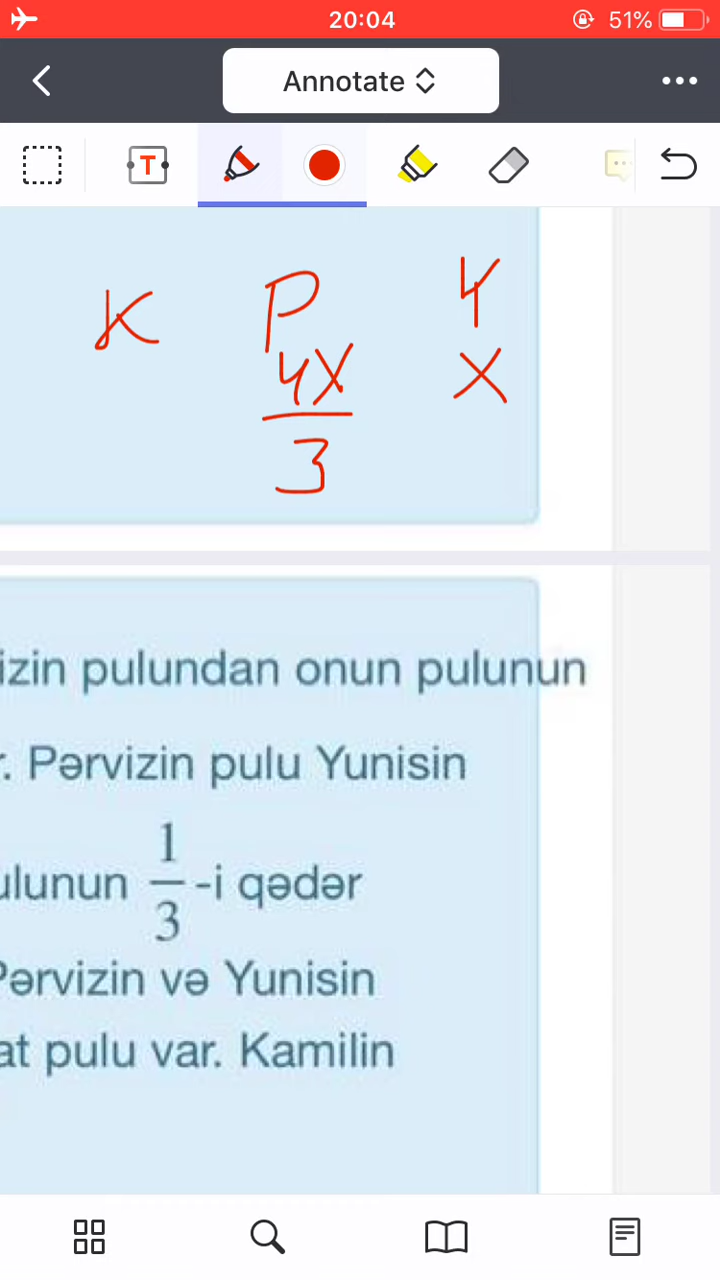 20:04
51%
Annotate
T
K P Y
4X X
3
izin pulundan onun pulunun
. Pərvizin pulu Yunisin
ulunun 1/3 -i qədər
Pərvizin və Yunisin
at pulu var. Kamilin